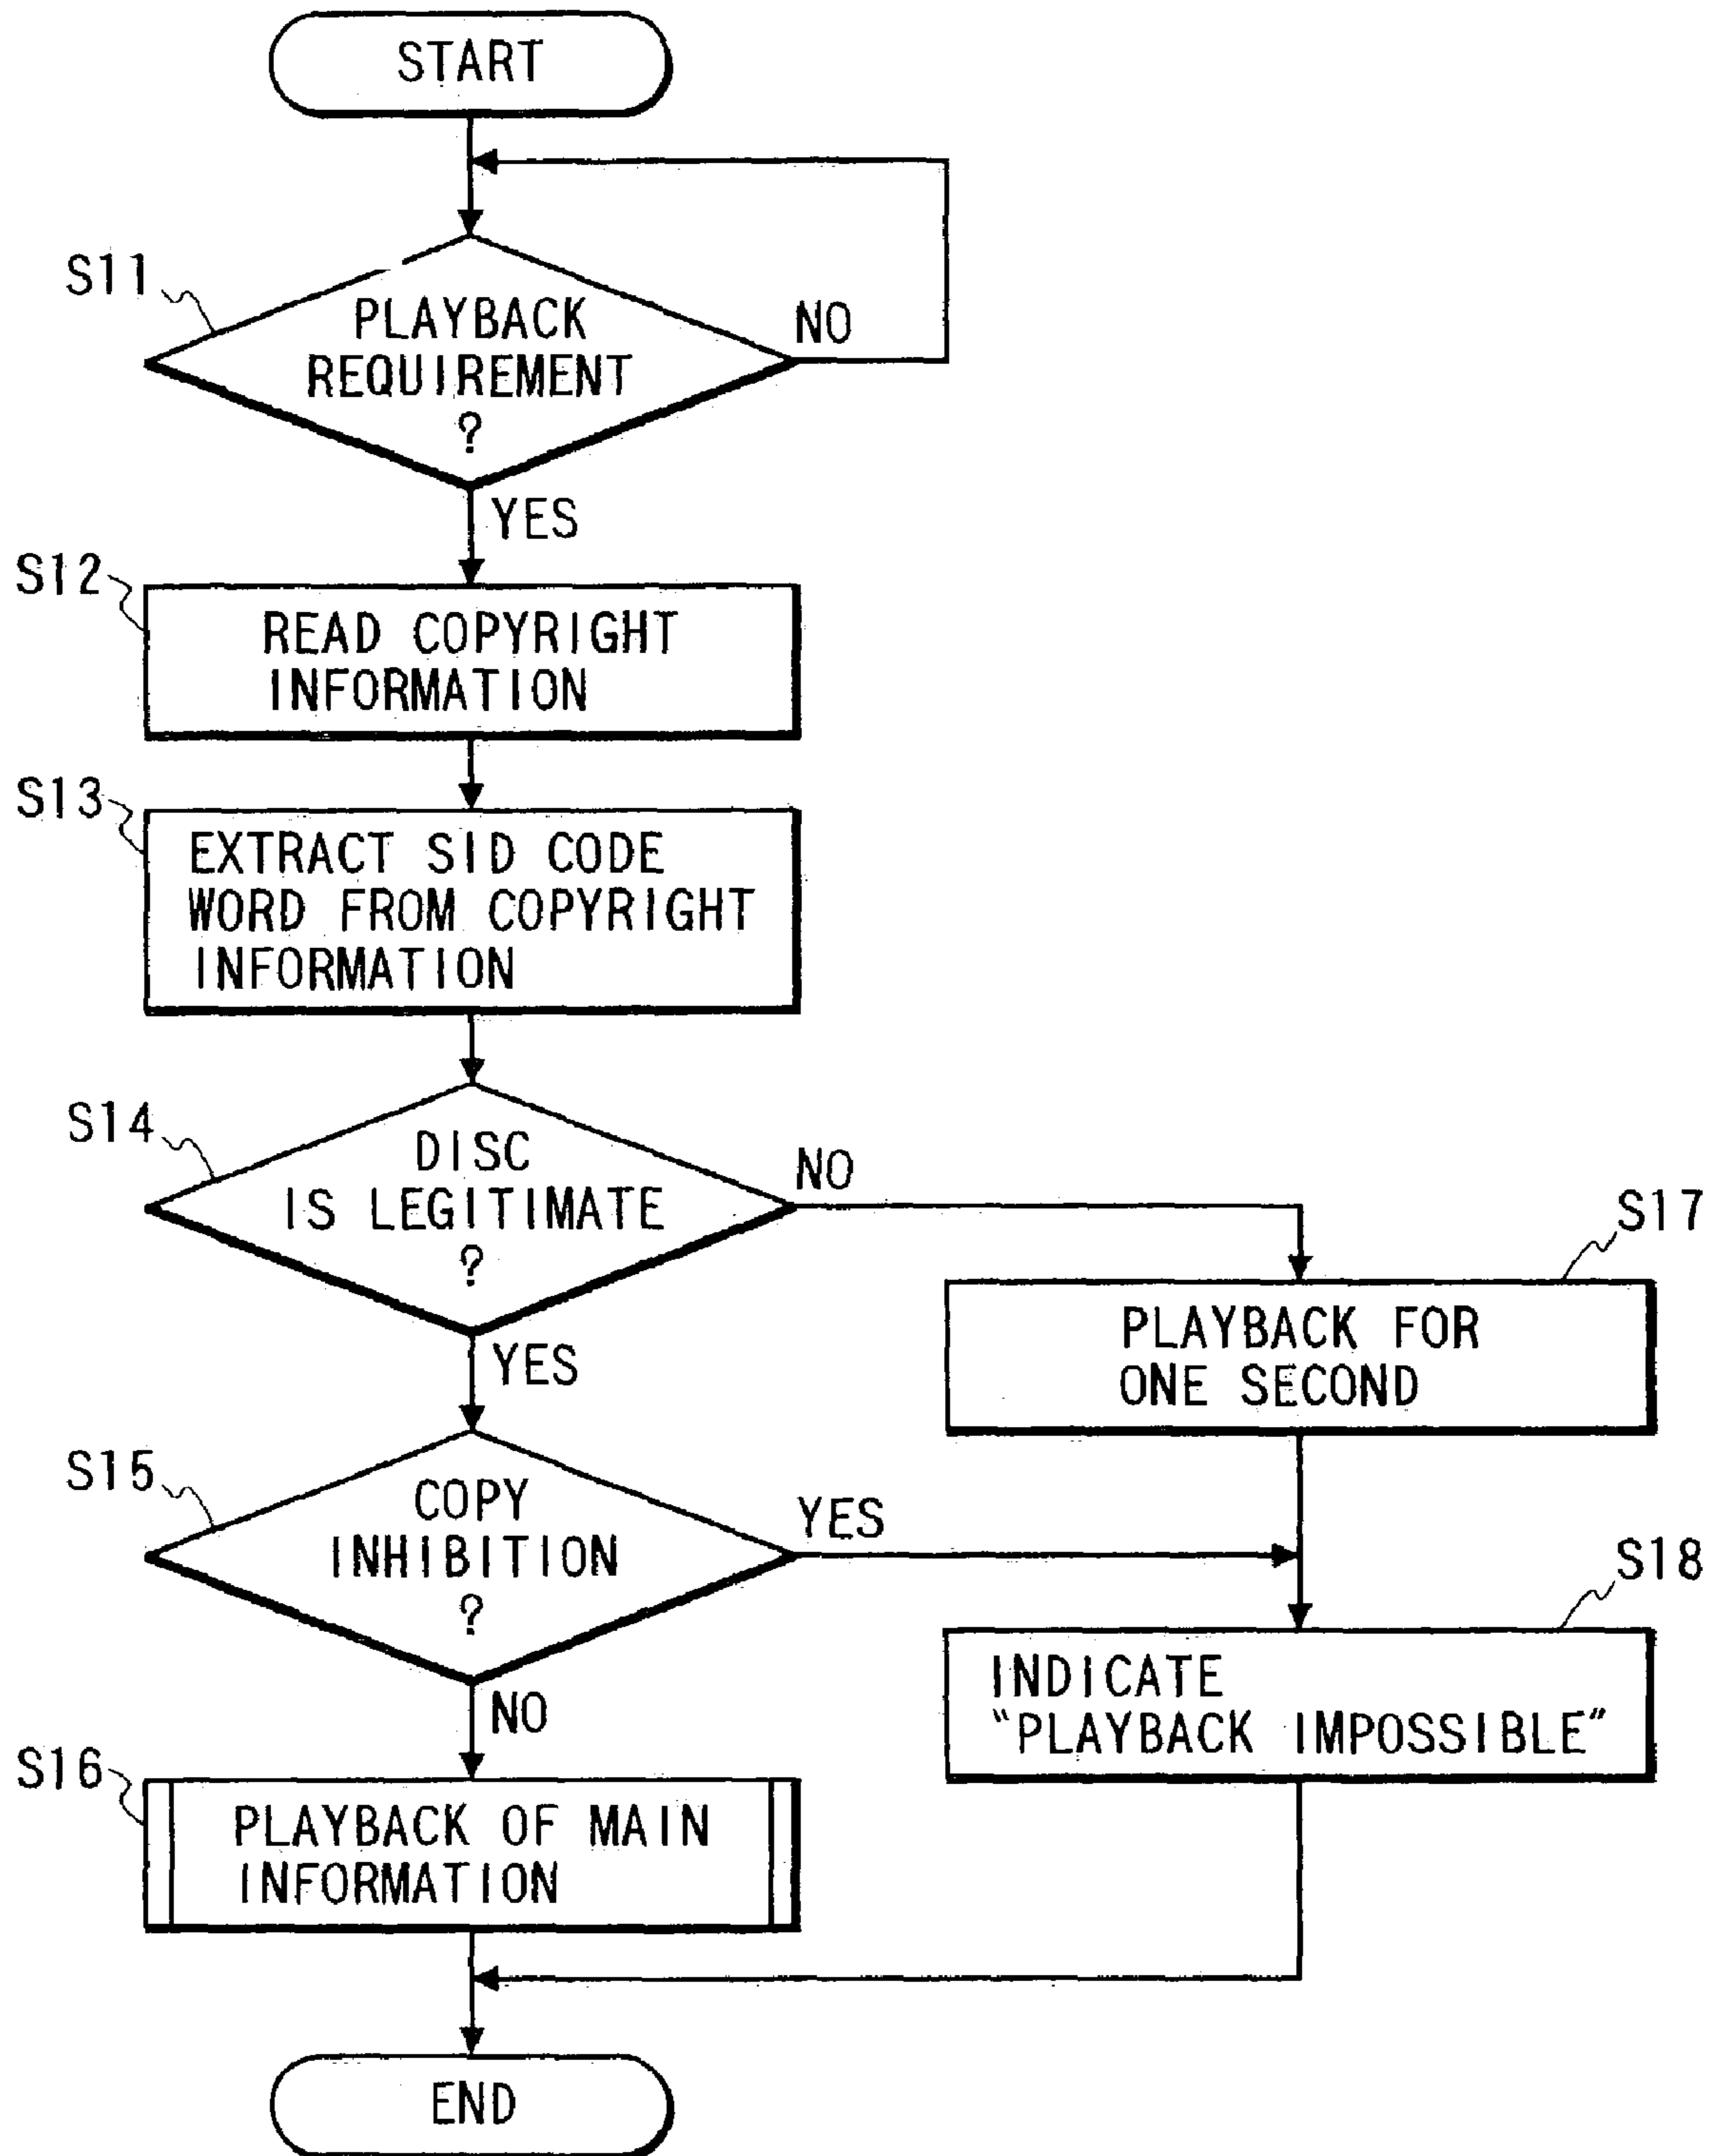 START
S11
PLAYBACK
REQUIREMENT
?
NO
YES
S12
READ COPYRIGHT
INFORMATION
S13
EXTRACT SID CODE
WORD FROM COPYRIGHT
INFORMATION
S14
DISC
IS LEGITIMATE
?
NO
YES
S17
PLAYBACK FOR
ONE SECOND
S15
COPY
INHIBITION
?
YES
NO
S18
INDICATE
“PLAYBACK IMPOSSIBLE”
S16
PLAYBACK OF MAIN
INFORMATION
END